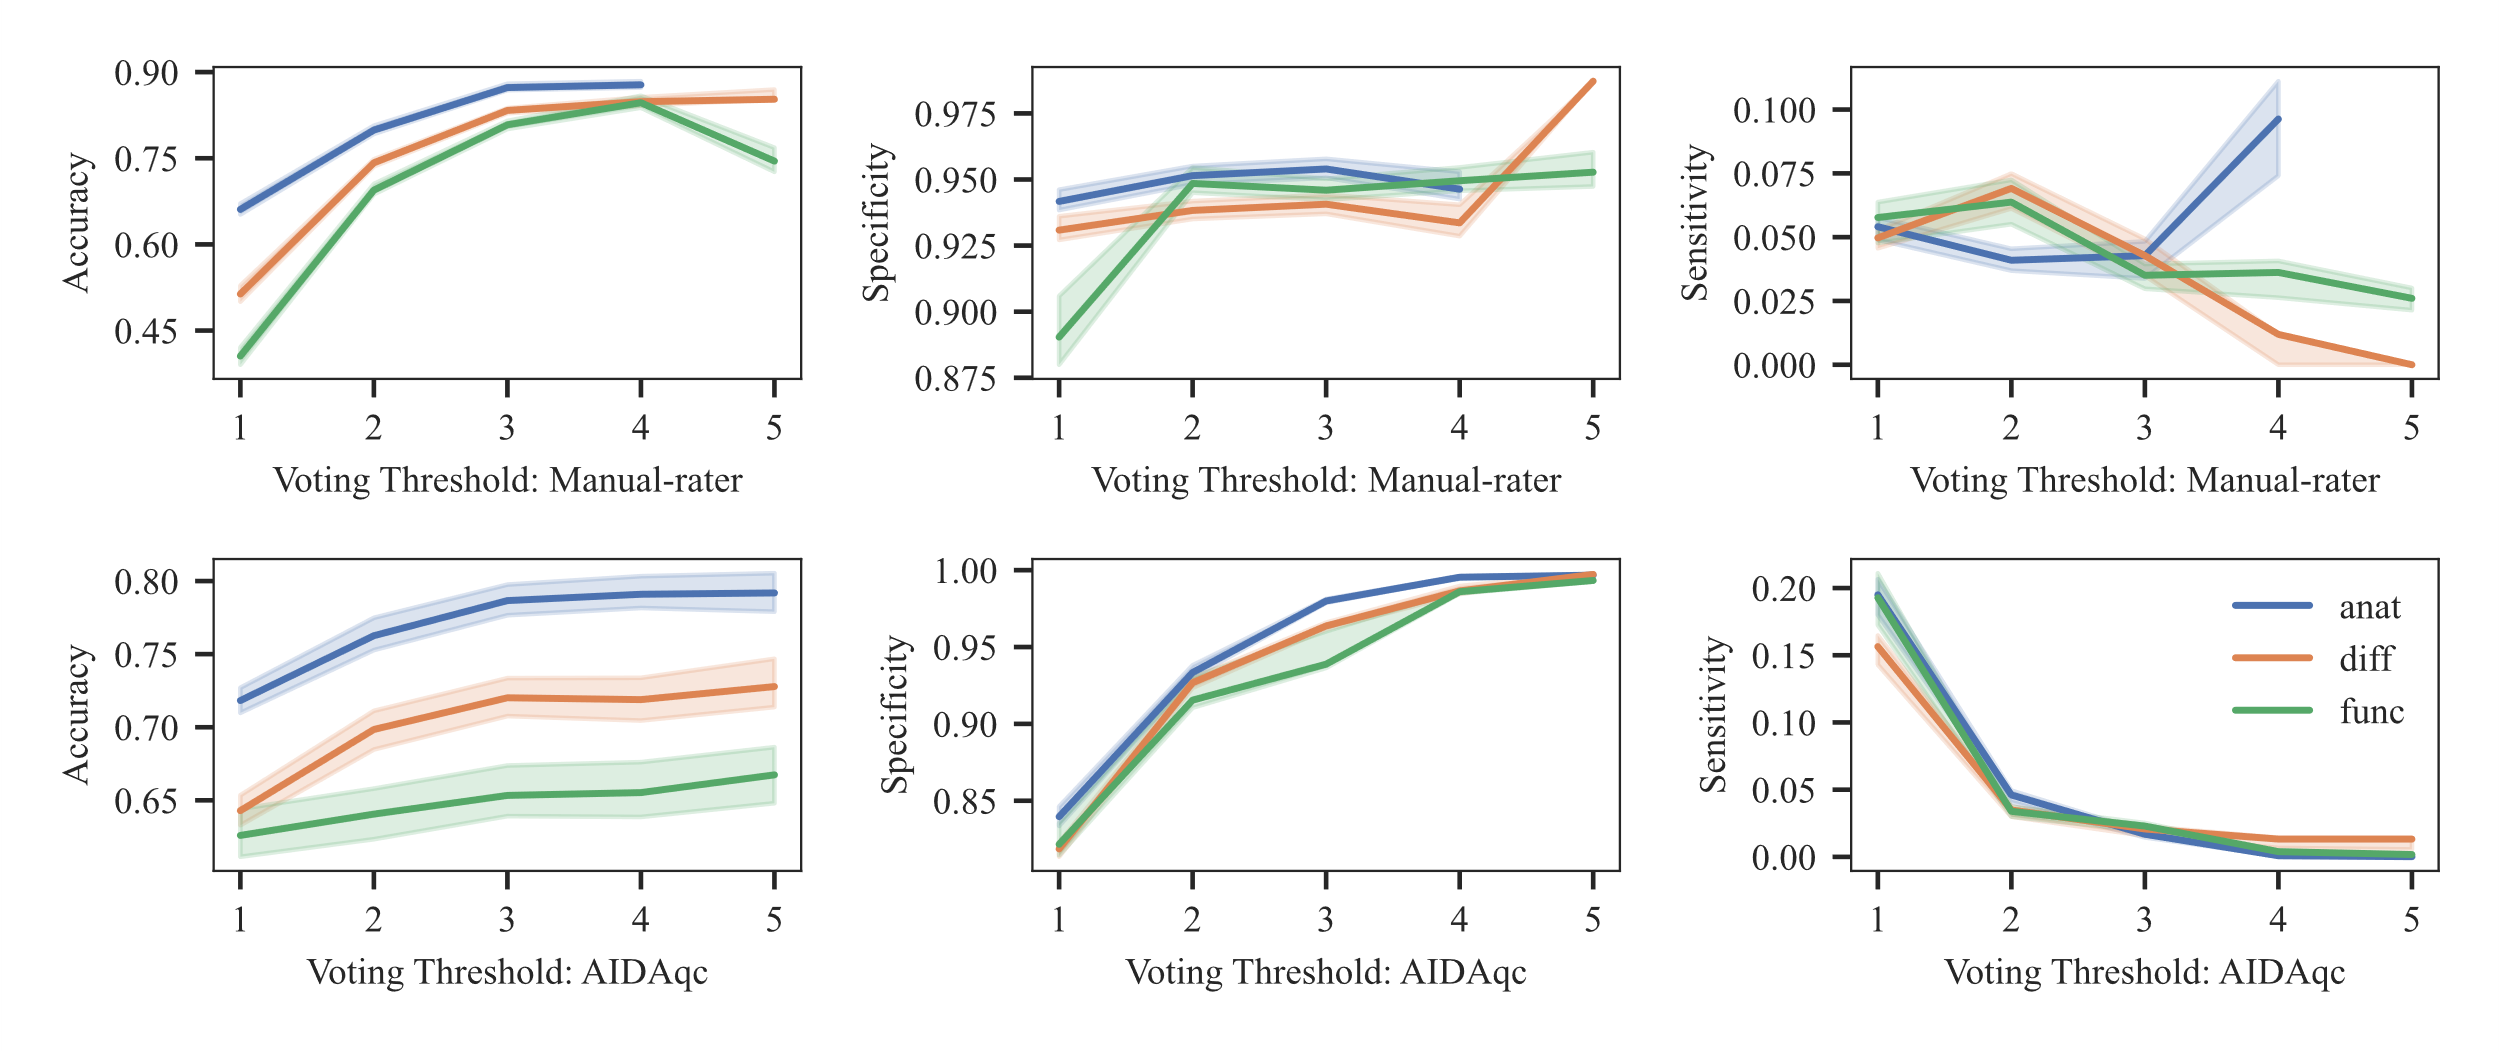 Accuracy
0.90
0.75
0.60
0.45
1 2 3 4 5
Voting Threshold: Manual-rater
Specificity
0.975
0.950
0.925
0.900
0.875
1 2 3 4 5
Voting Threshold: Manual-rater
Sensitivity
0.100
0.075
0.050
0.025
0.000
1 2 3 4 5
Voting Threshold: Manual-rater
Accuracy
0.80
0.75
0.70
0.65
1 2 3 4 5
Voting Threshold: AIDAqc
Specificity
1.00
0.95
0.90
0.85
1 2 3 4 5
Voting Threshold: AIDAqc
Sensitivity
0.20
0.15
0.10
0.05
0.00
anat
diff
func
1 2 3 4 5
Voting Threshold: AIDAqc